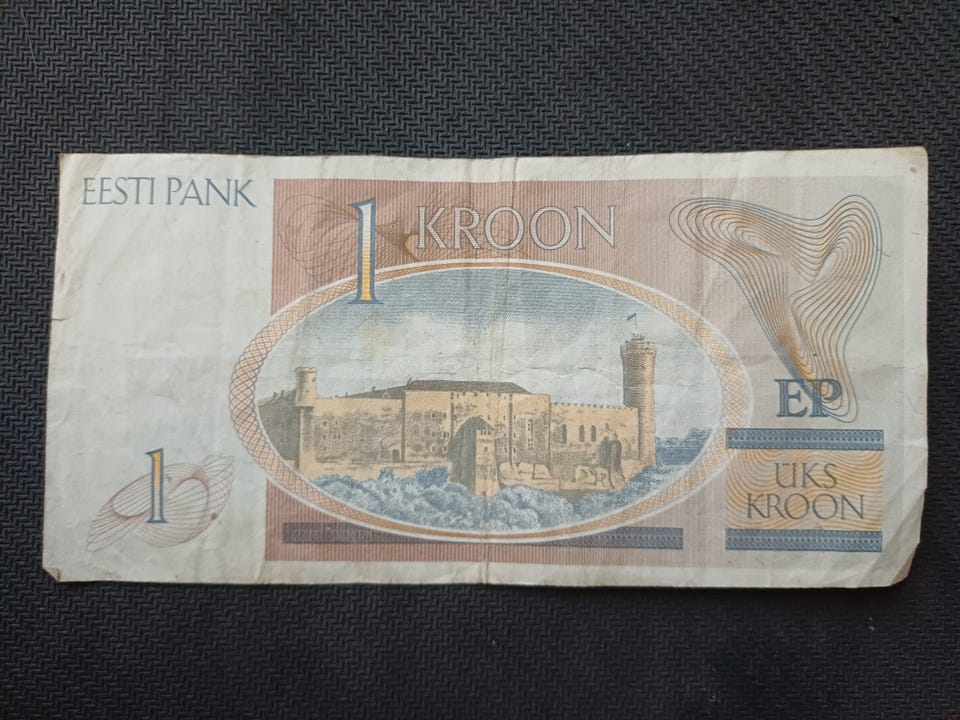 EESTI PANK
1 KROON
EP
ÜKS
KROON
1